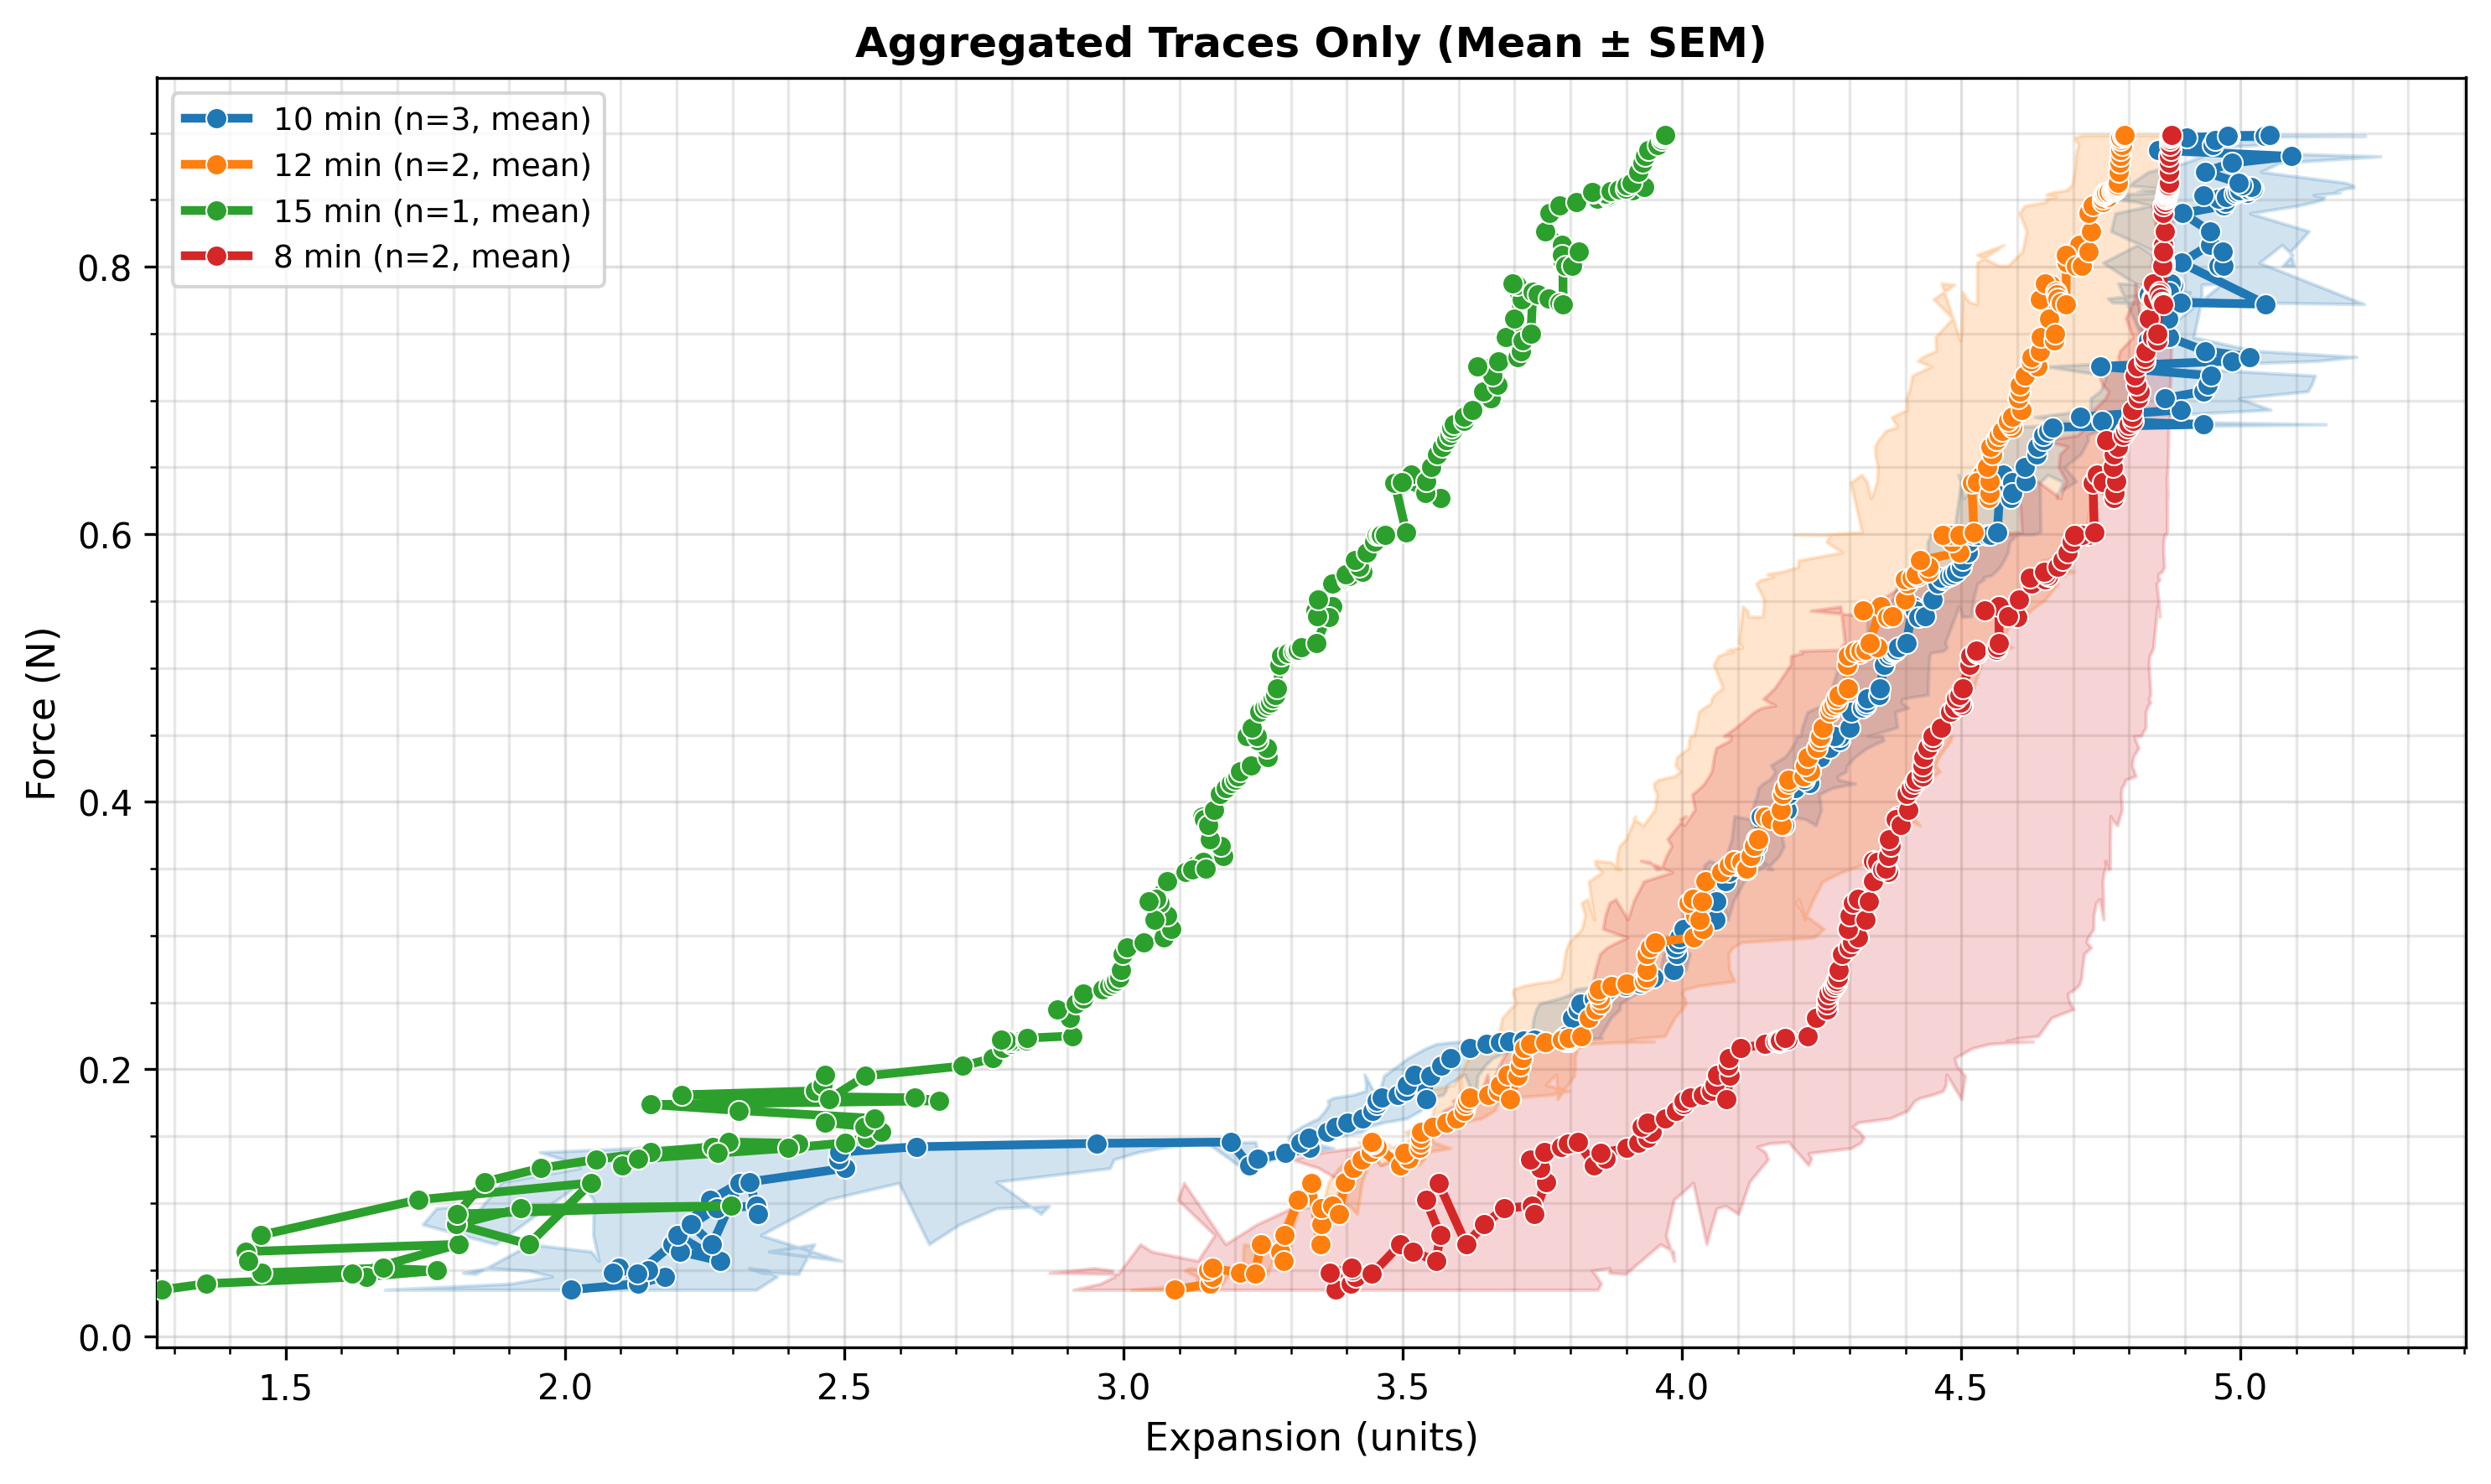 Aggregated Traces Only (Mean ± SEM)
10 min (n=3, mean)
12 min (n=2, mean)
15 min (n=1, mean)
8 min (n=2, mean)
Force (N)
0.8
0.6
0.4
0.2
0.0
1.5 2.0 2.5 3.0 3.5 4.0 4.5 5.0
Expansion (units)